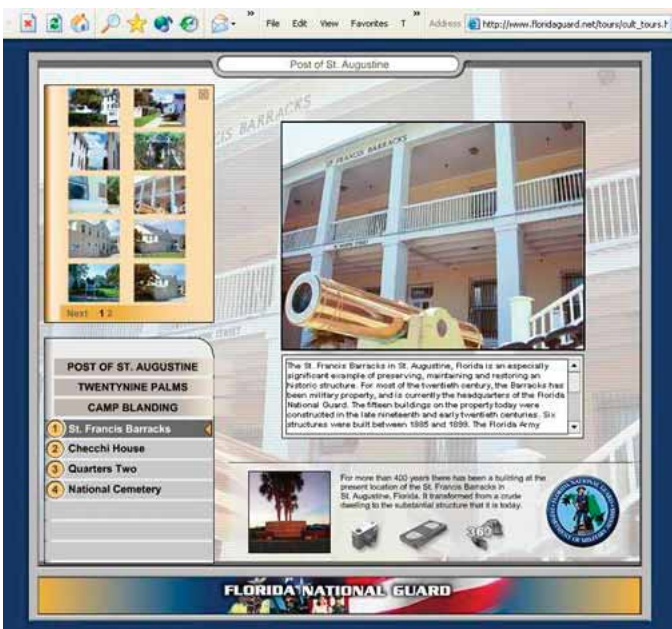 File Edit View Favorites T
Address http://www.floridaguard.net/tours/cult_tours.h
Post of St. Augustine
IS BARRACKS
ST FRANCIS BARRACKS
Next 1 2
POST OF ST. AUGUSTINE
TWENTYNINE PALMS
CAMP BLANDING
1 St. Francis Barracks
2 Checchi House
3 Quarters Two
4 National Cemetery
The St. Francis Barracks in St. Augustine, Florida is an especially
significant example of preserving, maintaining and restoring an
historic structure. For most of the twentieth century, the Barracks has
been military property, and is currently the headquarters of the Florida
National Guard. The fifteen buildings on the property today were
constructed in the late nineteenth and early twentieth centuries. Six
structures were built between 1885 and 1899. The Florida Army
For more than 400 years there has been a building at the
present location of the St. Francis Barracks in
St. Augustine, Florida. It transformed from a crude
dwelling to the substantial structure that it is today.
360°
FLORIDA NATIONAL GUARD
DEPARTMENT OF MILITARY
FLORIDA NATIONAL GUARD